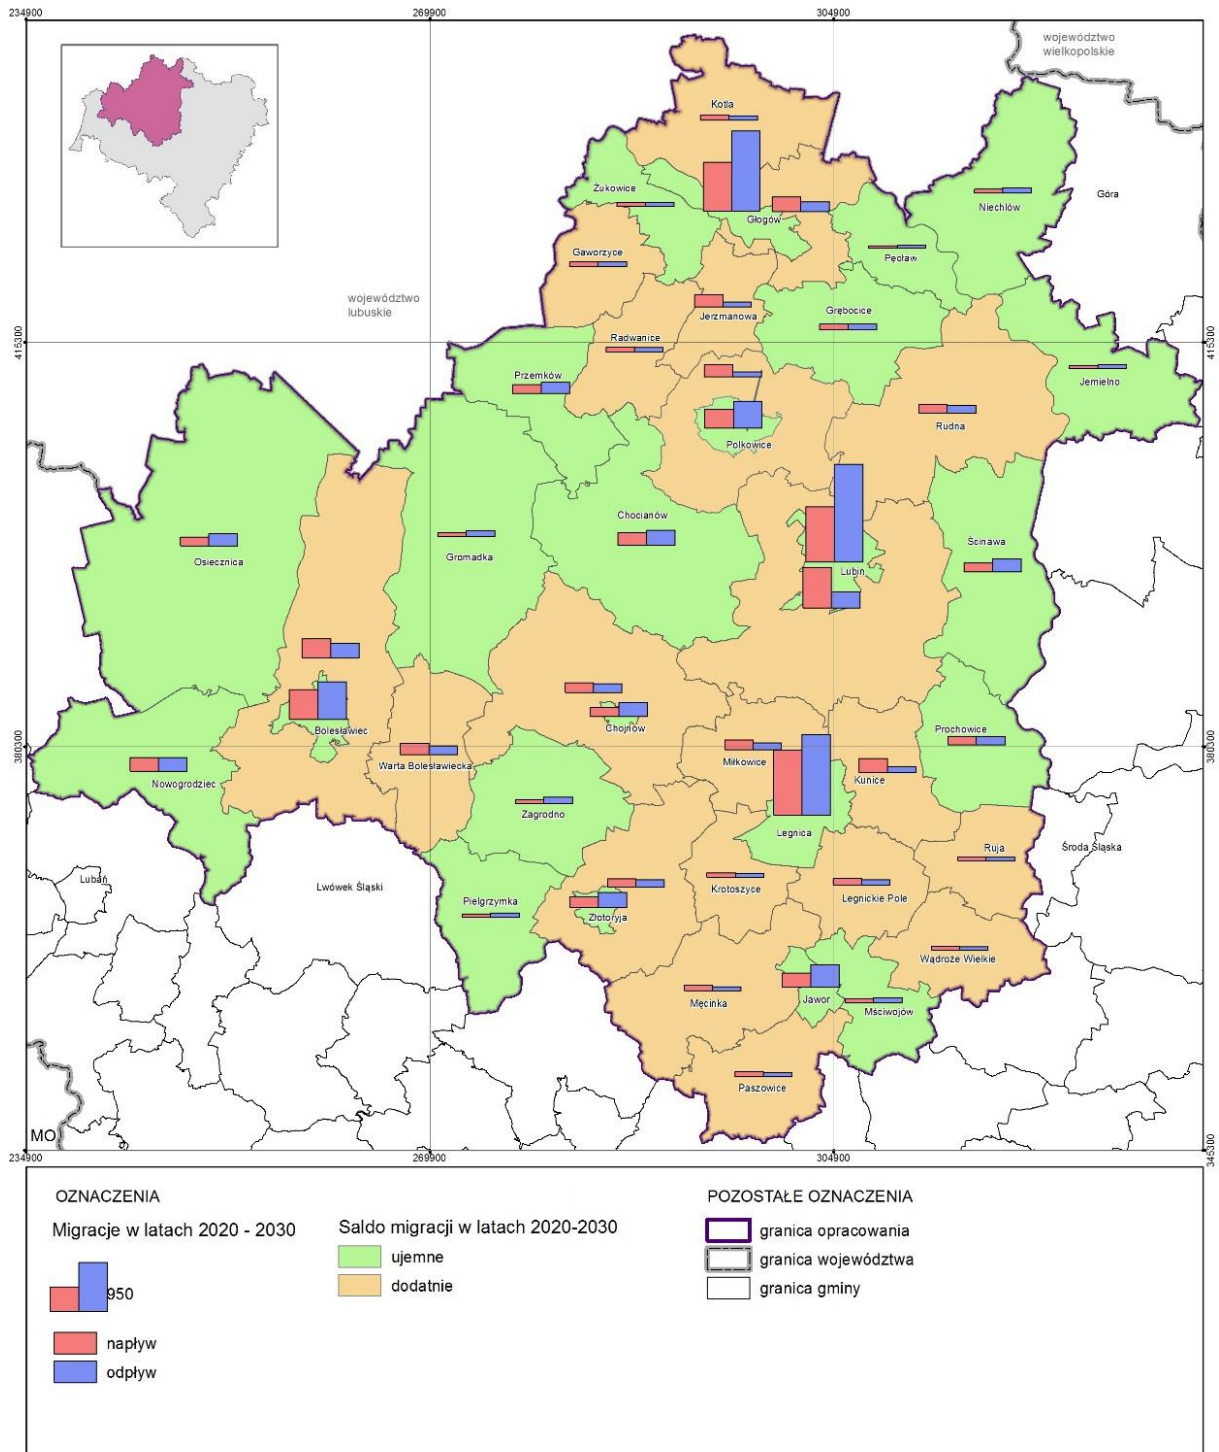 234900
269900
304900
województwo
wielkopolskie
Kotla
Góra
Żukowice
Niechlów
Głogów
Gaworzyce
Pęcław
województwo
lubuskie
Jerzmanowa
Grębocice
Radwanice
415300
415300
Przemków
Jemielno
Rudna
Polkowice
Chocianów
Ścinawa
Osiecznica
Gromadka
Lubin
Bolesławiec
Chojnów
Prochowice
380300
380300
Warta Bolesławiecka
Miłkowice
Kunice
Nowogrodziec
Zagrodno
Legnica
Ruja
Środa Śląska
Lubań
Lwówek Śląski
Krotoszyce
Legnickie Pole
Pielgrzymka
Złotoryja
Wądroże Wielkie
Męcinka
Jawor
Mściwojów
Paszowice
MO
345300
234900
269900
304900
OZNACZENIA
Migracje w latach 2020 - 2030
950
napływ
odpływ
Saldo migracji w latach 2020-2030
ujemne
dodatnie
POZOSTAŁE OZNACZENIA
granica opracowania
granica województwa
granica gminy